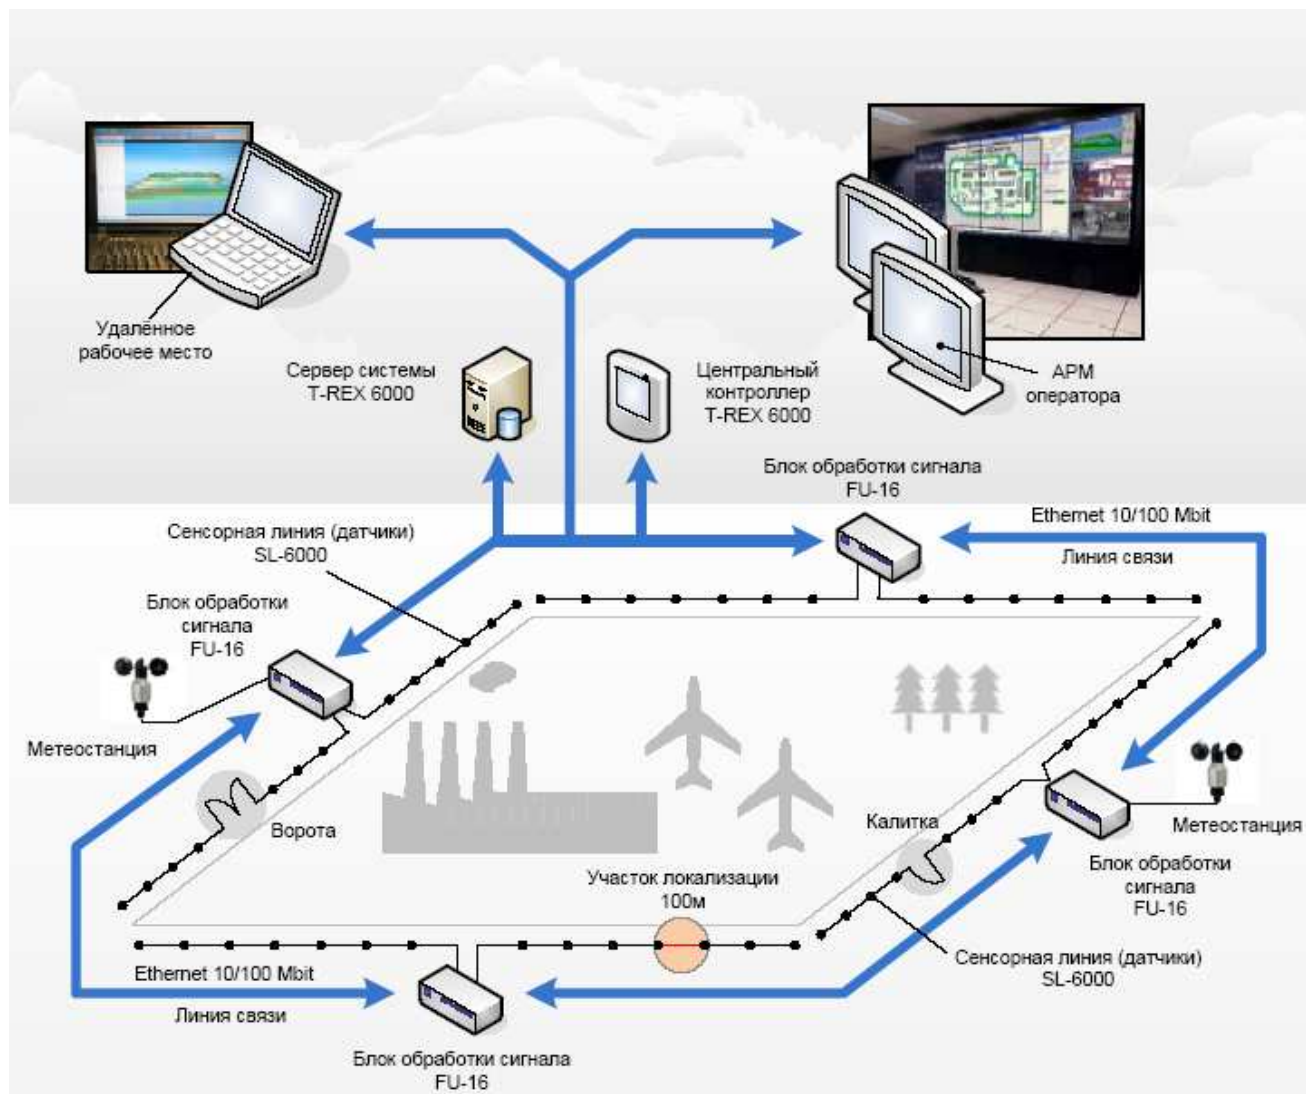 Удалённое
рабочее место
Сервер системы
T-REX 6000
Центральный
контроллер
T-REX 6000
АРМ
оператора
Блок обработки сигнала
FU-16
Ethernet 10/100 Mbit
Линия связи
Сенсорная линия (датчики)
SL-6000
Блок обработки
сигнала
FU-16
Метеостанция
Ворота
Калитка
Метеостанция
Блок обработки
сигнала
FU-16
Участок локализации
100м
Сенсорная линия (датчики)
SL-6000
Ethernet 10/100 Mbit
Линия связи
Блок обработки сигнала
FU-16